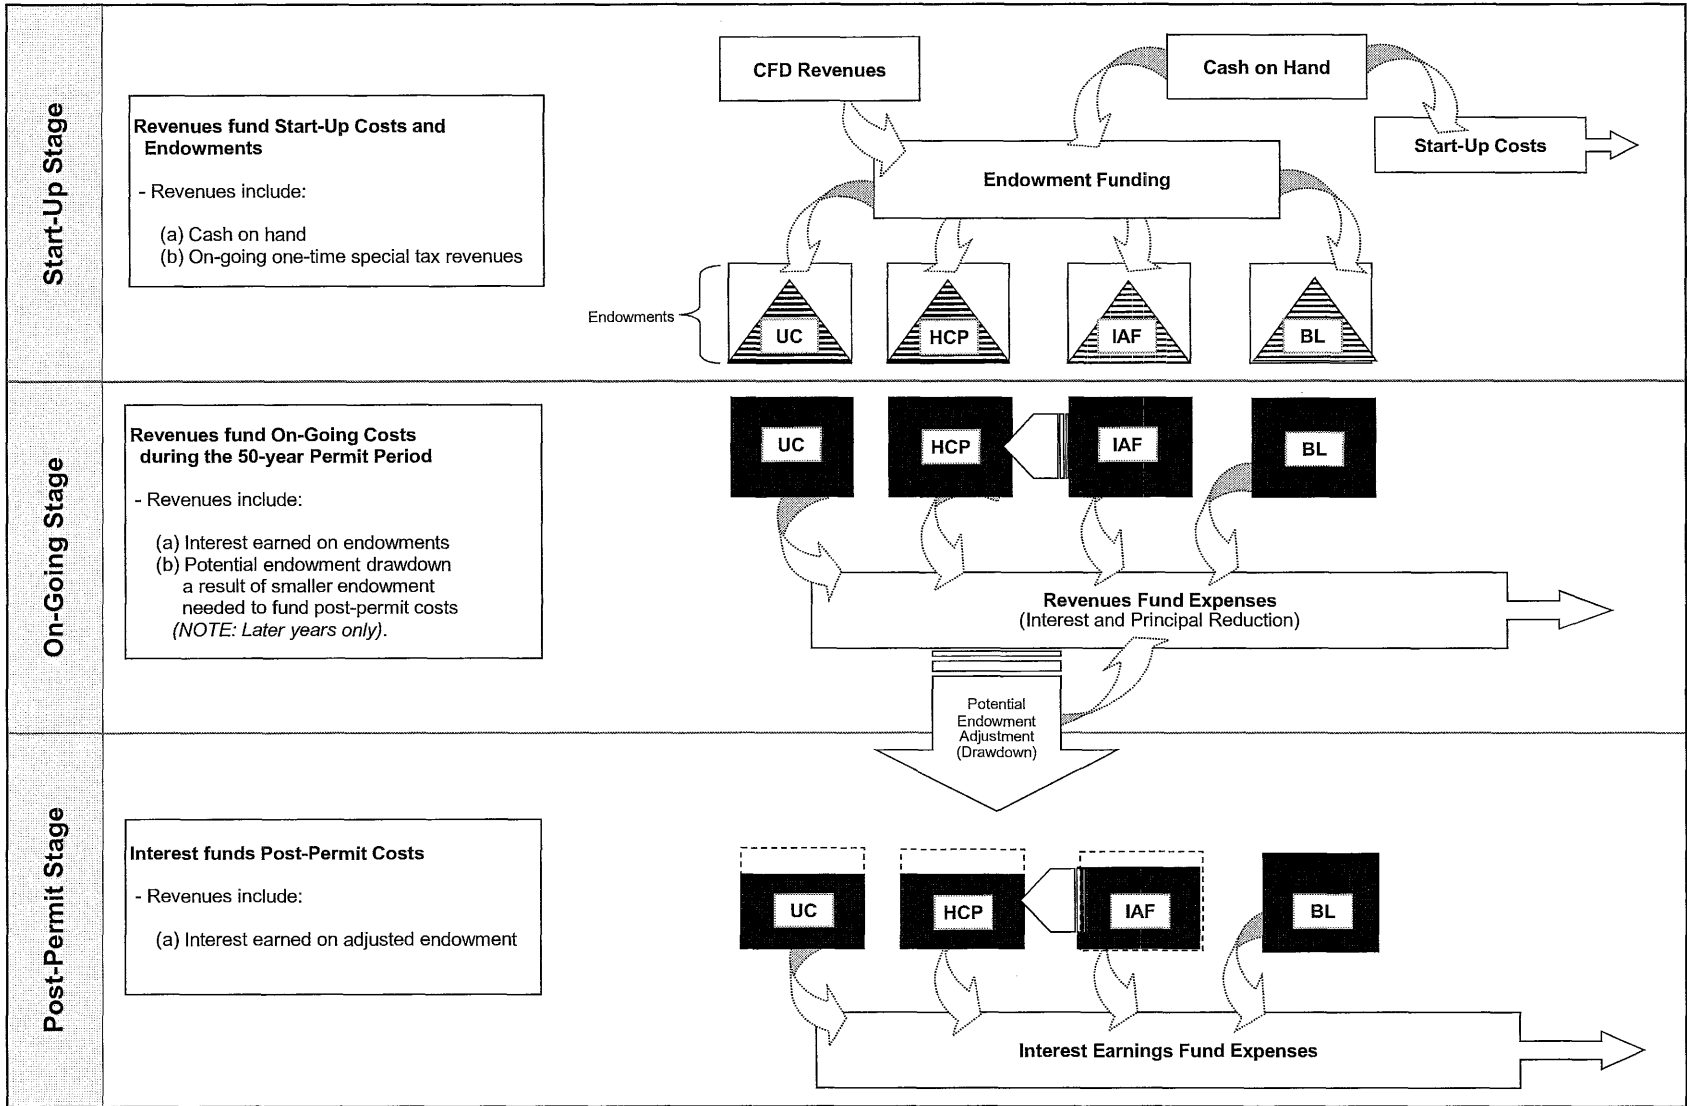 Start-Up Stage
Revenues fund Start-Up Costs and
Endowments
- Revenues include:
(a) Cash on hand
(b) On-going one-time special tax revenues
CFD Revenues
Cash on Hand
Start-Up Costs
Endowment Funding
Endowments
UC
HCP
IAF
BL
On-Going Stage
Revenues fund On-Going Costs
during the 50-year Permit Period
- Revenues include:
(a) Interest earned on endowments
(b) Potential endowment drawdown
a result of smaller endowment
needed to fund post-permit costs
(NOTE: Later years only).
UC
HCP
IAF
BL
Revenues Fund Expenses
(Interest and Principal Reduction)
Potential
Endowment
Adjustment
(Drawdown)
Post-Permit Stage
Interest funds Post-Permit Costs
- Revenues include:
(a) Interest earned on adjusted endowment
UC
HCP
IAF
BL
Interest Earnings Fund Expenses